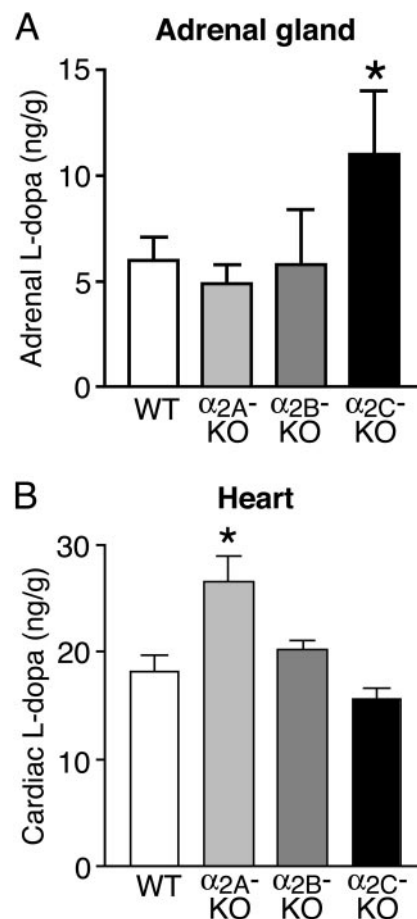 A Adrenal gland
Adrenal L-dopa (ng/g)
15
10
5
0
*
WT α2A-KO α2B-KO α2C-KO
B Heart
Cardiac L-dopa (ng/g)
30
20
10
0
*
WT α2A-KO α2B-KO α2C-KO